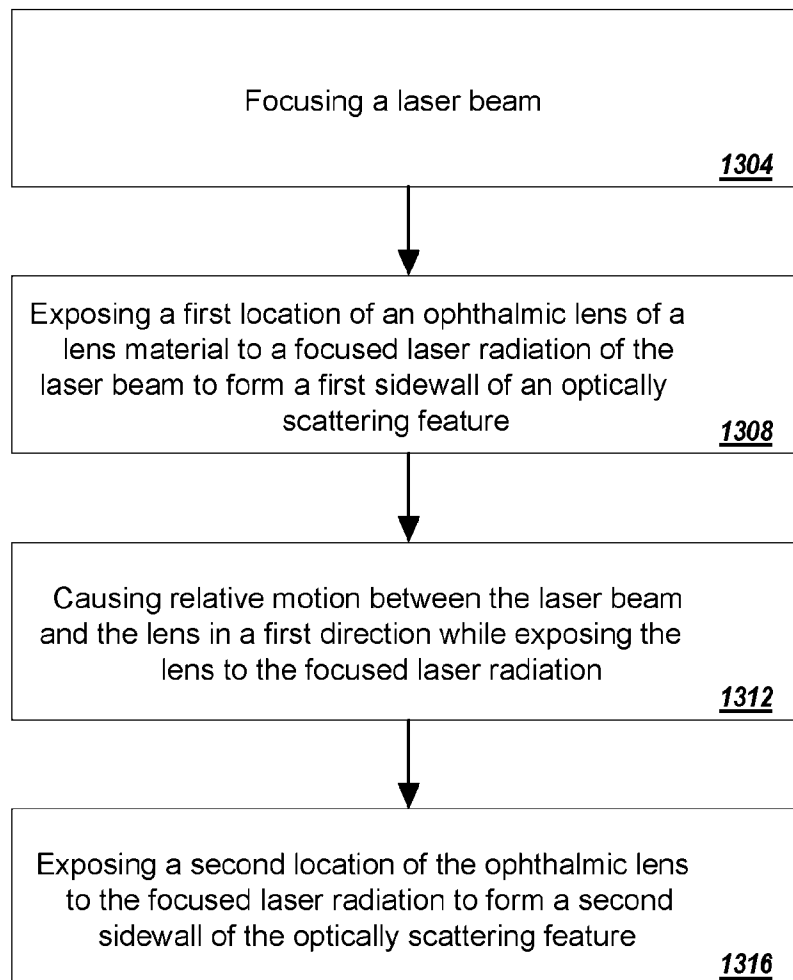 Focusing a laser beam
1304
Exposing a first location of an ophthalmic lens of a
lens material to a focused laser radiation of the
laser beam to form a first sidewall of an optically
scattering feature
1308
Causing relative motion between the laser beam
and the lens in a first direction while exposing the
lens to the focused laser radiation
1312
Exposing a second location of the ophthalmic lens
to the focused laser radiation to form a second
sidewall of the optically scattering feature
1316